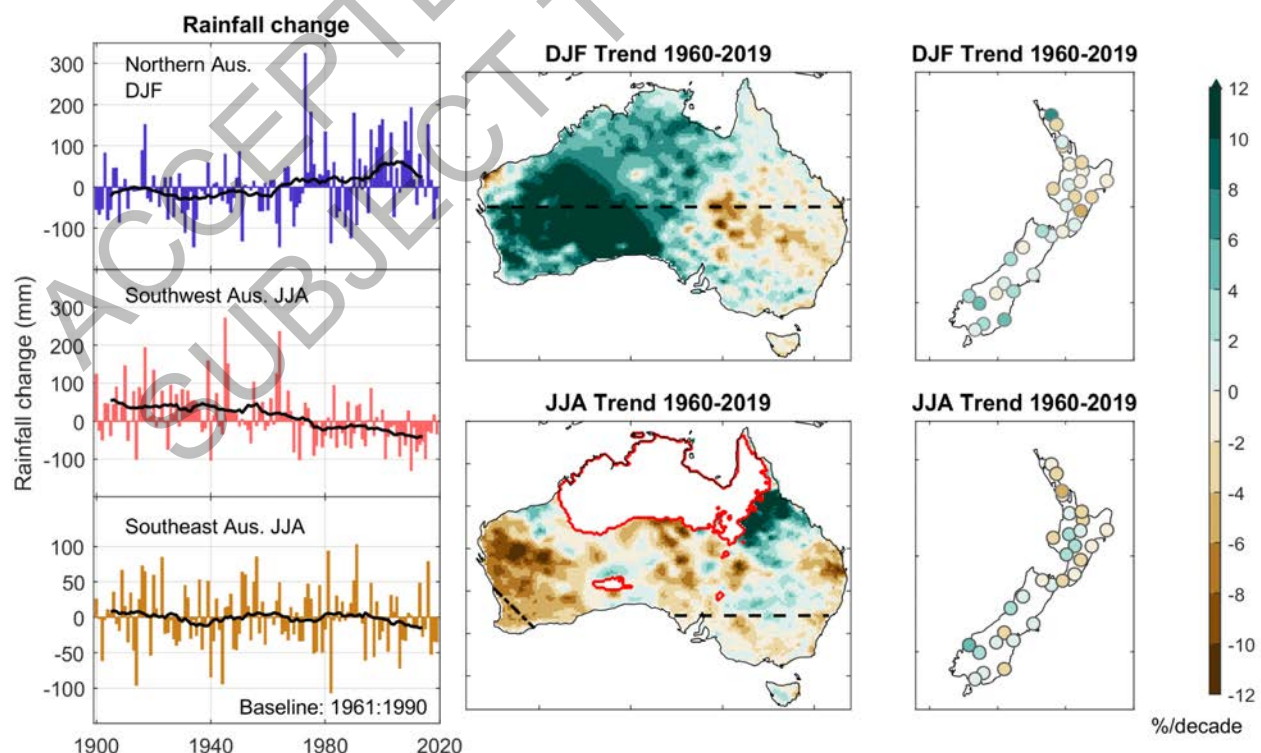 Rainfall change
Northern Aus.
DJF
300
200
100
0
-100
Southwest Aus. JJA
300
200
100
0
-100
Southeast Aus. JJA
100
50
0
-50
-100
Baseline: 1961:1990
1900
1940
1980
2020
Rainfall change (mm)
DJF Trend 1960-2019
DJF Trend 1960-2019
JJA Trend 1960-2019
JJA Trend 1960-2019
12
10
8
6
4
2
0
-2
-4
-6
-8
-10
-12
%/decade
ACCEPTE
SUBJECT T